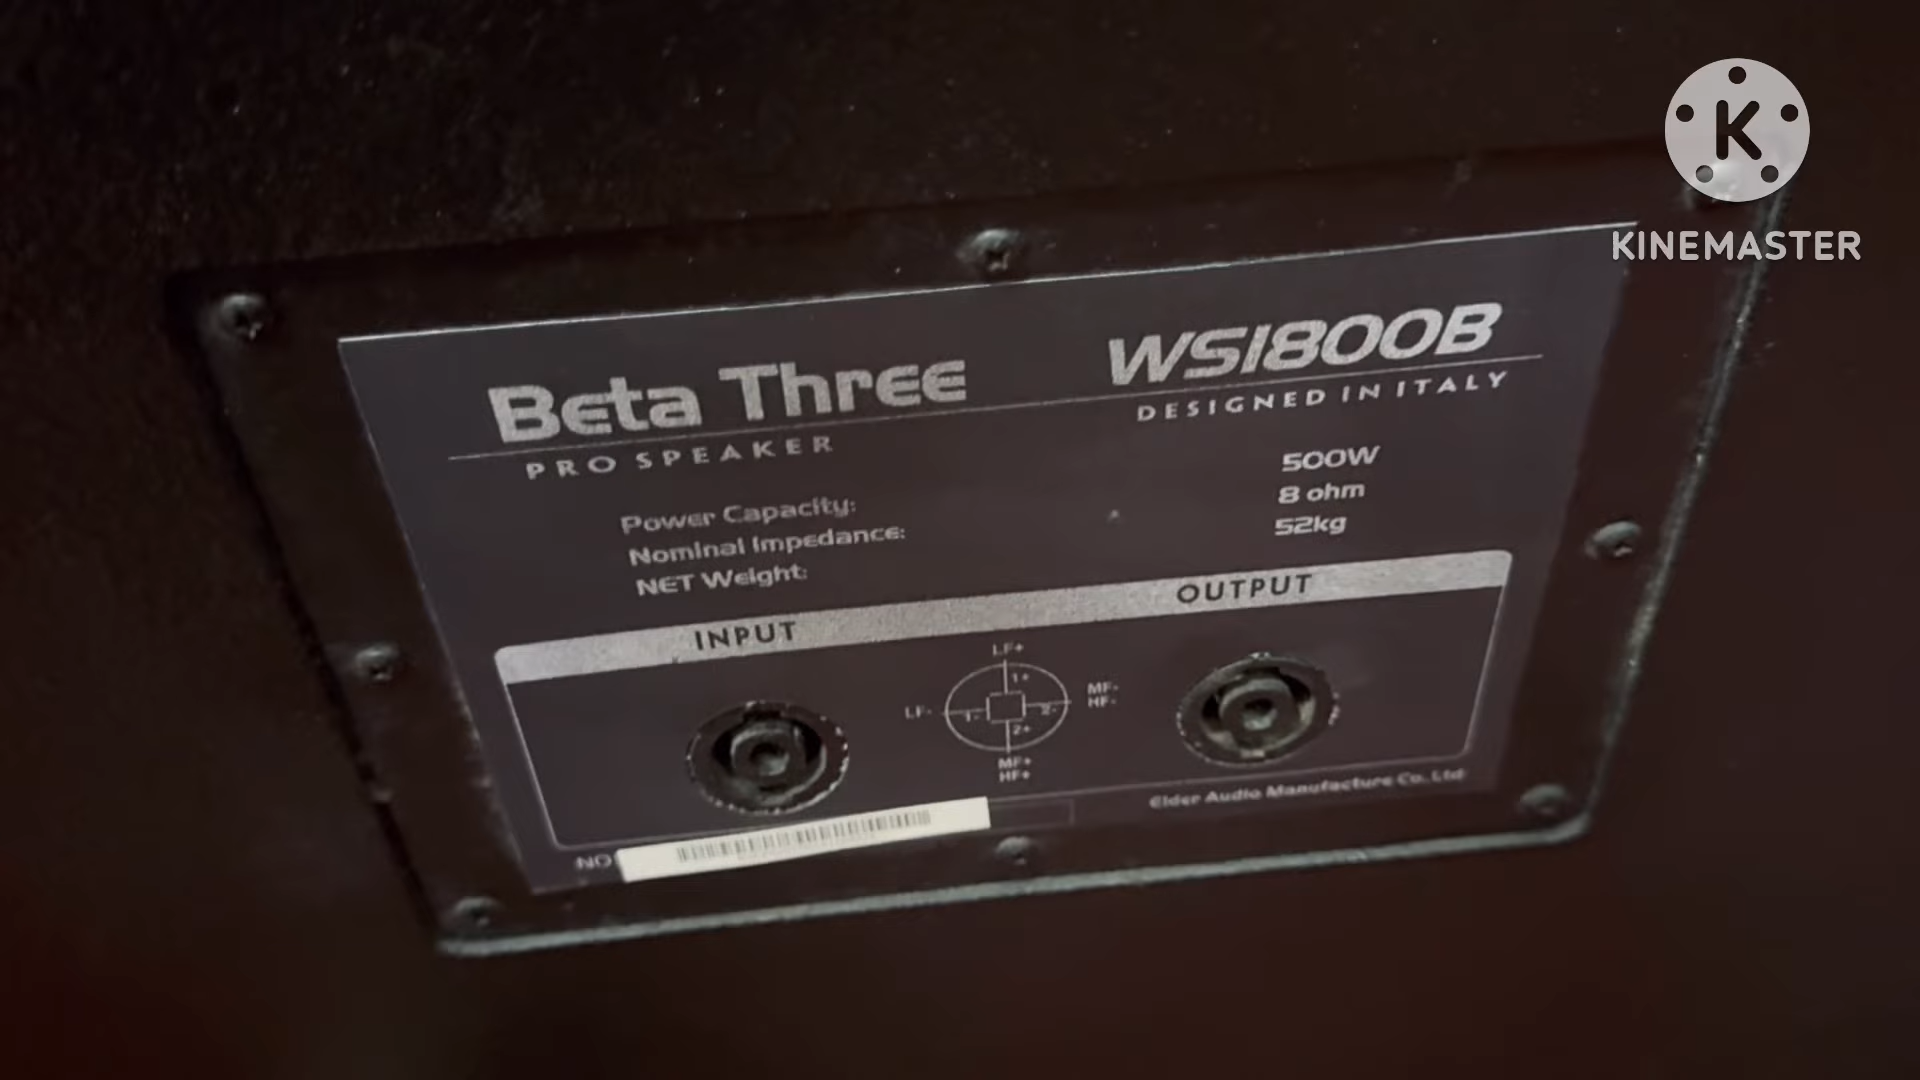 K
KINEMASTER
Beta Three
WS1800B
PRO SPEAKER
DESIGNED IN ITALY
Power Capacity: 500W
Nominal Impedance: 8 ohm
NET Weight: 52kg
INPUT
OUTPUT
LF+
1+
LF-
1-
2-
MF-
HF-
2+
MF+
HF+
Elder Audio Manufacture Co. Ltd
NO